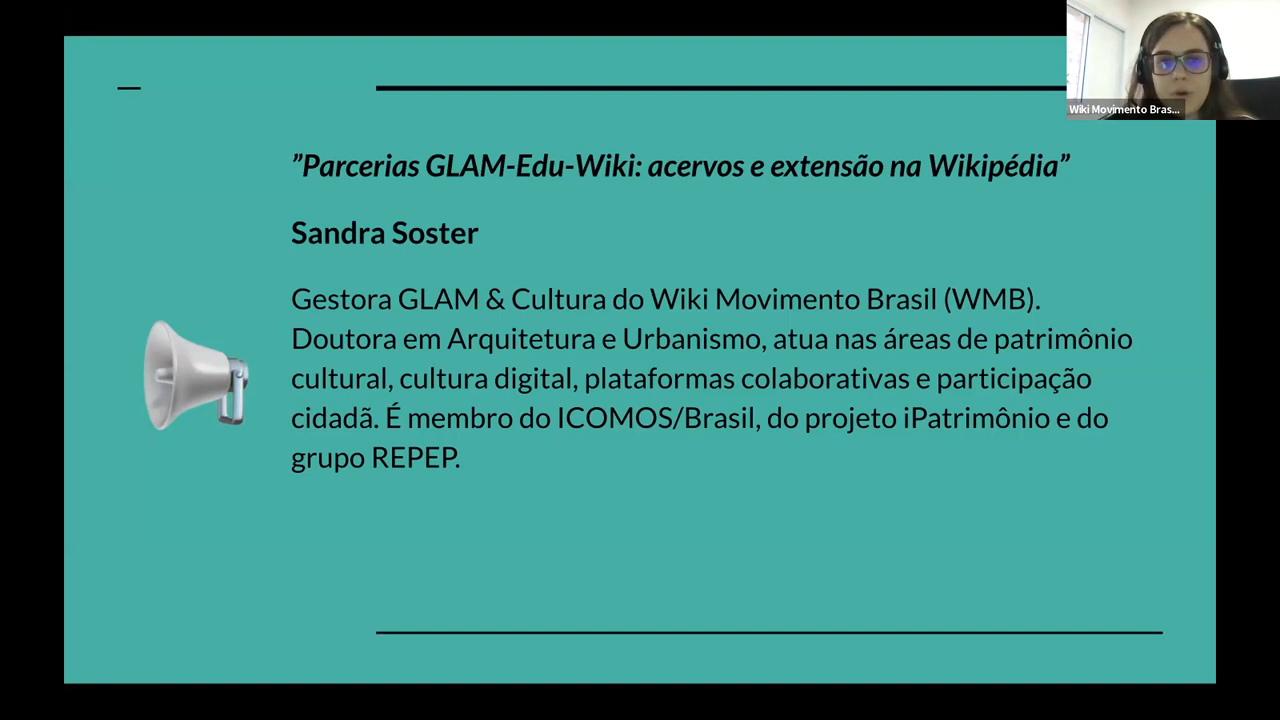 ”Parcerias GLAM-Edu-Wiki: acervos e extensão na Wikipédia”
Sandra Soster
Gestora GLAM & Cultura do Wiki Movimento Brasil (WMB).
Doutora em Arquitetura e Urbanismo, atua nas áreas de patrimônio
cultural, cultura digital, plataformas colaborativas e participação
cidadã. É membro do ICOMOS/Brasil, do projeto iPatrimônio e do
grupo REPEP.
Wiki Movimento Bras...